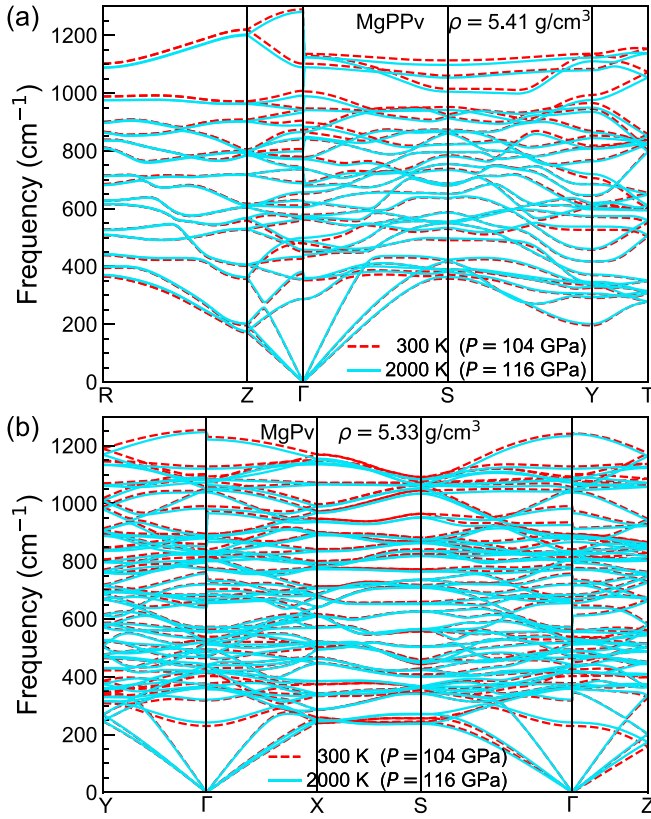 (a)
MgPPv ρ = 5.41 g/cm³
Frequency (cm⁻¹)
1200
1000
800
600
400
200
0
300 K (P = 104 GPa)
2000 K (P = 116 GPa)
R Z Γ S Y T
(b)
MgPv ρ = 5.33 g/cm³
Frequency (cm⁻¹)
1200
1000
800
600
400
200
0
300 K (P = 104 GPa)
2000 K (P = 116 GPa)
Y Γ X S Γ Z